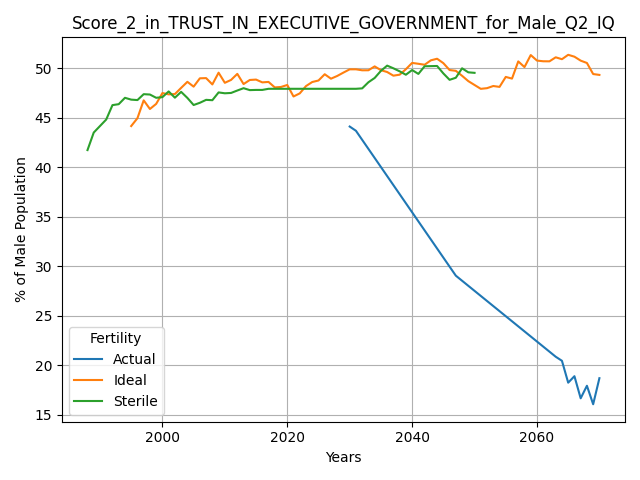 Score_2_in_TRUST_IN_EXECUTIVE_GOVERNMENT_for_Male_Q2_IQ
% of Male Population
50
45
40
35
30
25
20
15
Fertility
Actual
Ideal
Sterile
2000 2020 2040 2060
Years